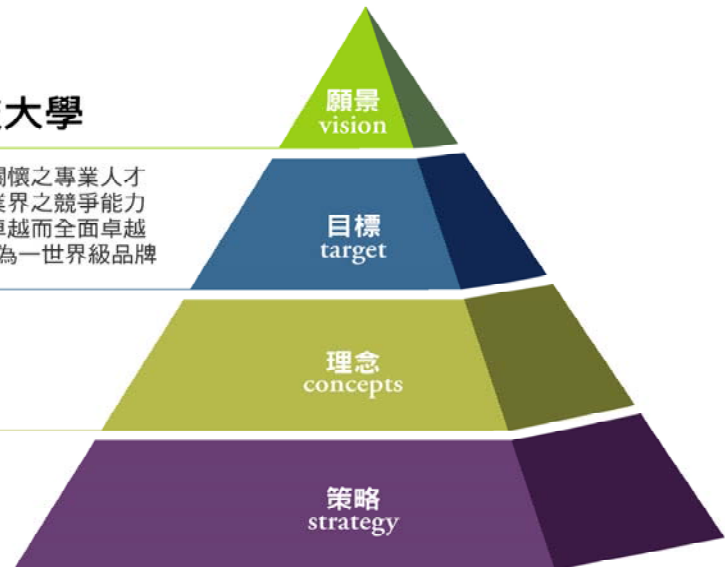 願景
vision
大學
關懷之專業人才
業界之競爭能力
卓越而全面卓越
為一世界級品牌
目標
target
理念
concepts
策略
strategy